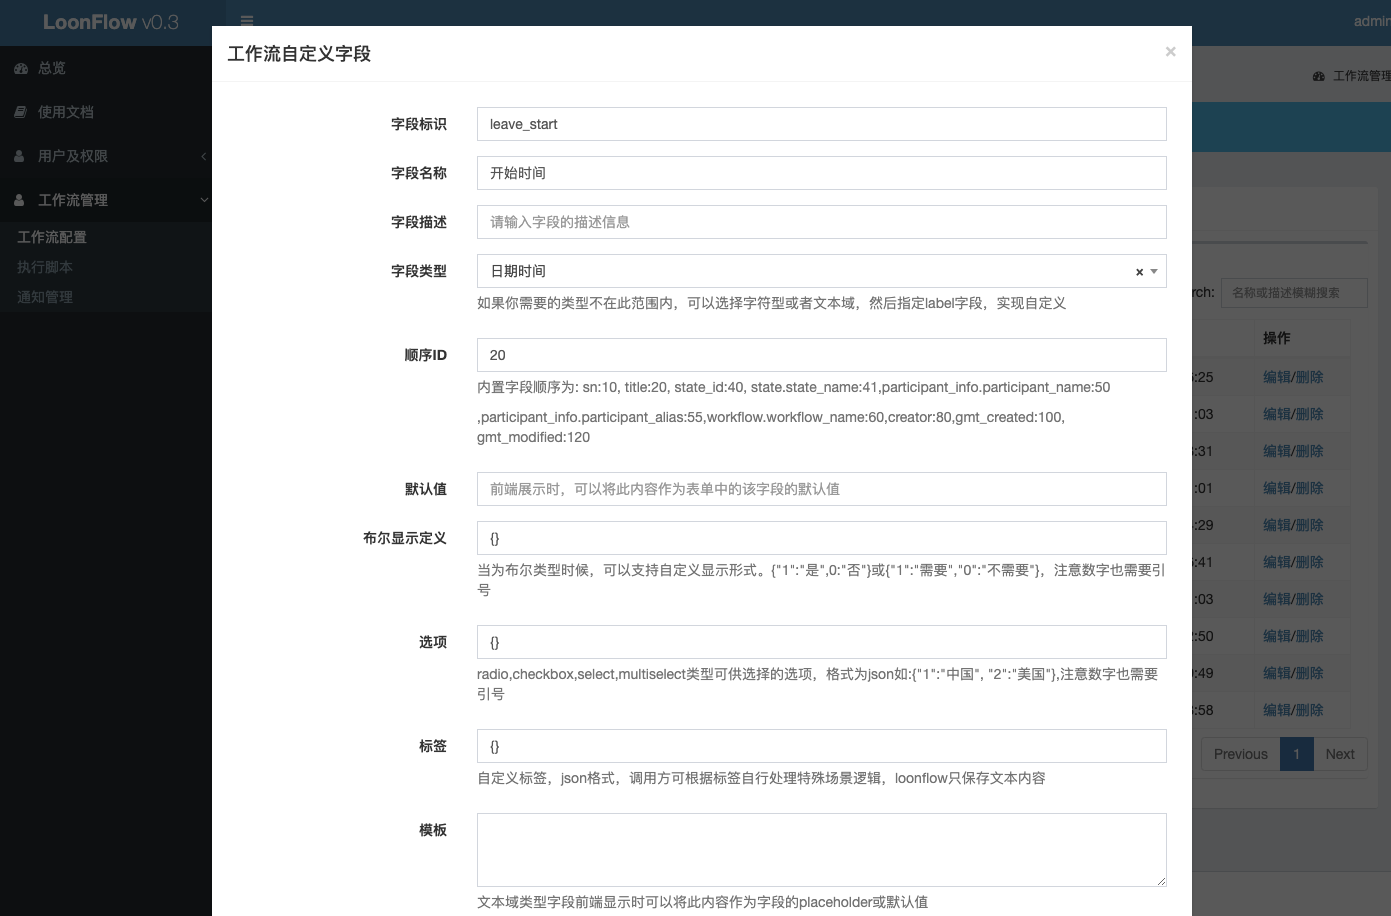 LoonFlow v0.3
admin
总览
使用文档
用户及权限
工作流管理
工作流配置
执行脚本
通知管理
工作流管理
工作流自定义字段
×
字段标识
leave_start
字段名称
开始时间
字段描述
请输入字段的描述信息
字段类型
日期时间
×
如果你需要的类型不在此范围内，可以选择字符型或者文本域，然后指定label字段，实现自定义
顺序ID
20
内置字段顺序为: sn:10, title:20, state_id:40, state.state_name:41,participant_info.participant_name:50
,participant_info.participant_alias:55,workflow.workflow_name:60,creator:80,gmt_created:100,
gmt_modified:120
默认值
前端展示时，可以将此内容作为表单中的该字段的默认值
布尔显示定义
{}
当为布尔类型时候，可以支持自定义显示形式。{"1":"是",0:"否"}或{"1":"需要","0":"不需要"}，注意数字也需要引
号
选项
{}
radio,checkbox,select,multiselect类型可供选择的选项，格式为json如:{"1":"中国", "2":"美国"},注意数字也需要
引号
标签
{}
自定义标签，json格式，调用方可根据标签自行处理特殊场景逻辑，loonflow只保存文本内容
模板
文本域类型字段前端显示时可以将此内容作为字段的placeholder或默认值
rch:
名称或描述模糊搜索
操作
:25 编辑/删除
:03 编辑/删除
:31 编辑/删除
:01 编辑/删除
:29 编辑/删除
:41 编辑/删除
:03 编辑/删除
:50 编辑/删除
:49 编辑/删除
:58 编辑/删除
Previous 1 Next